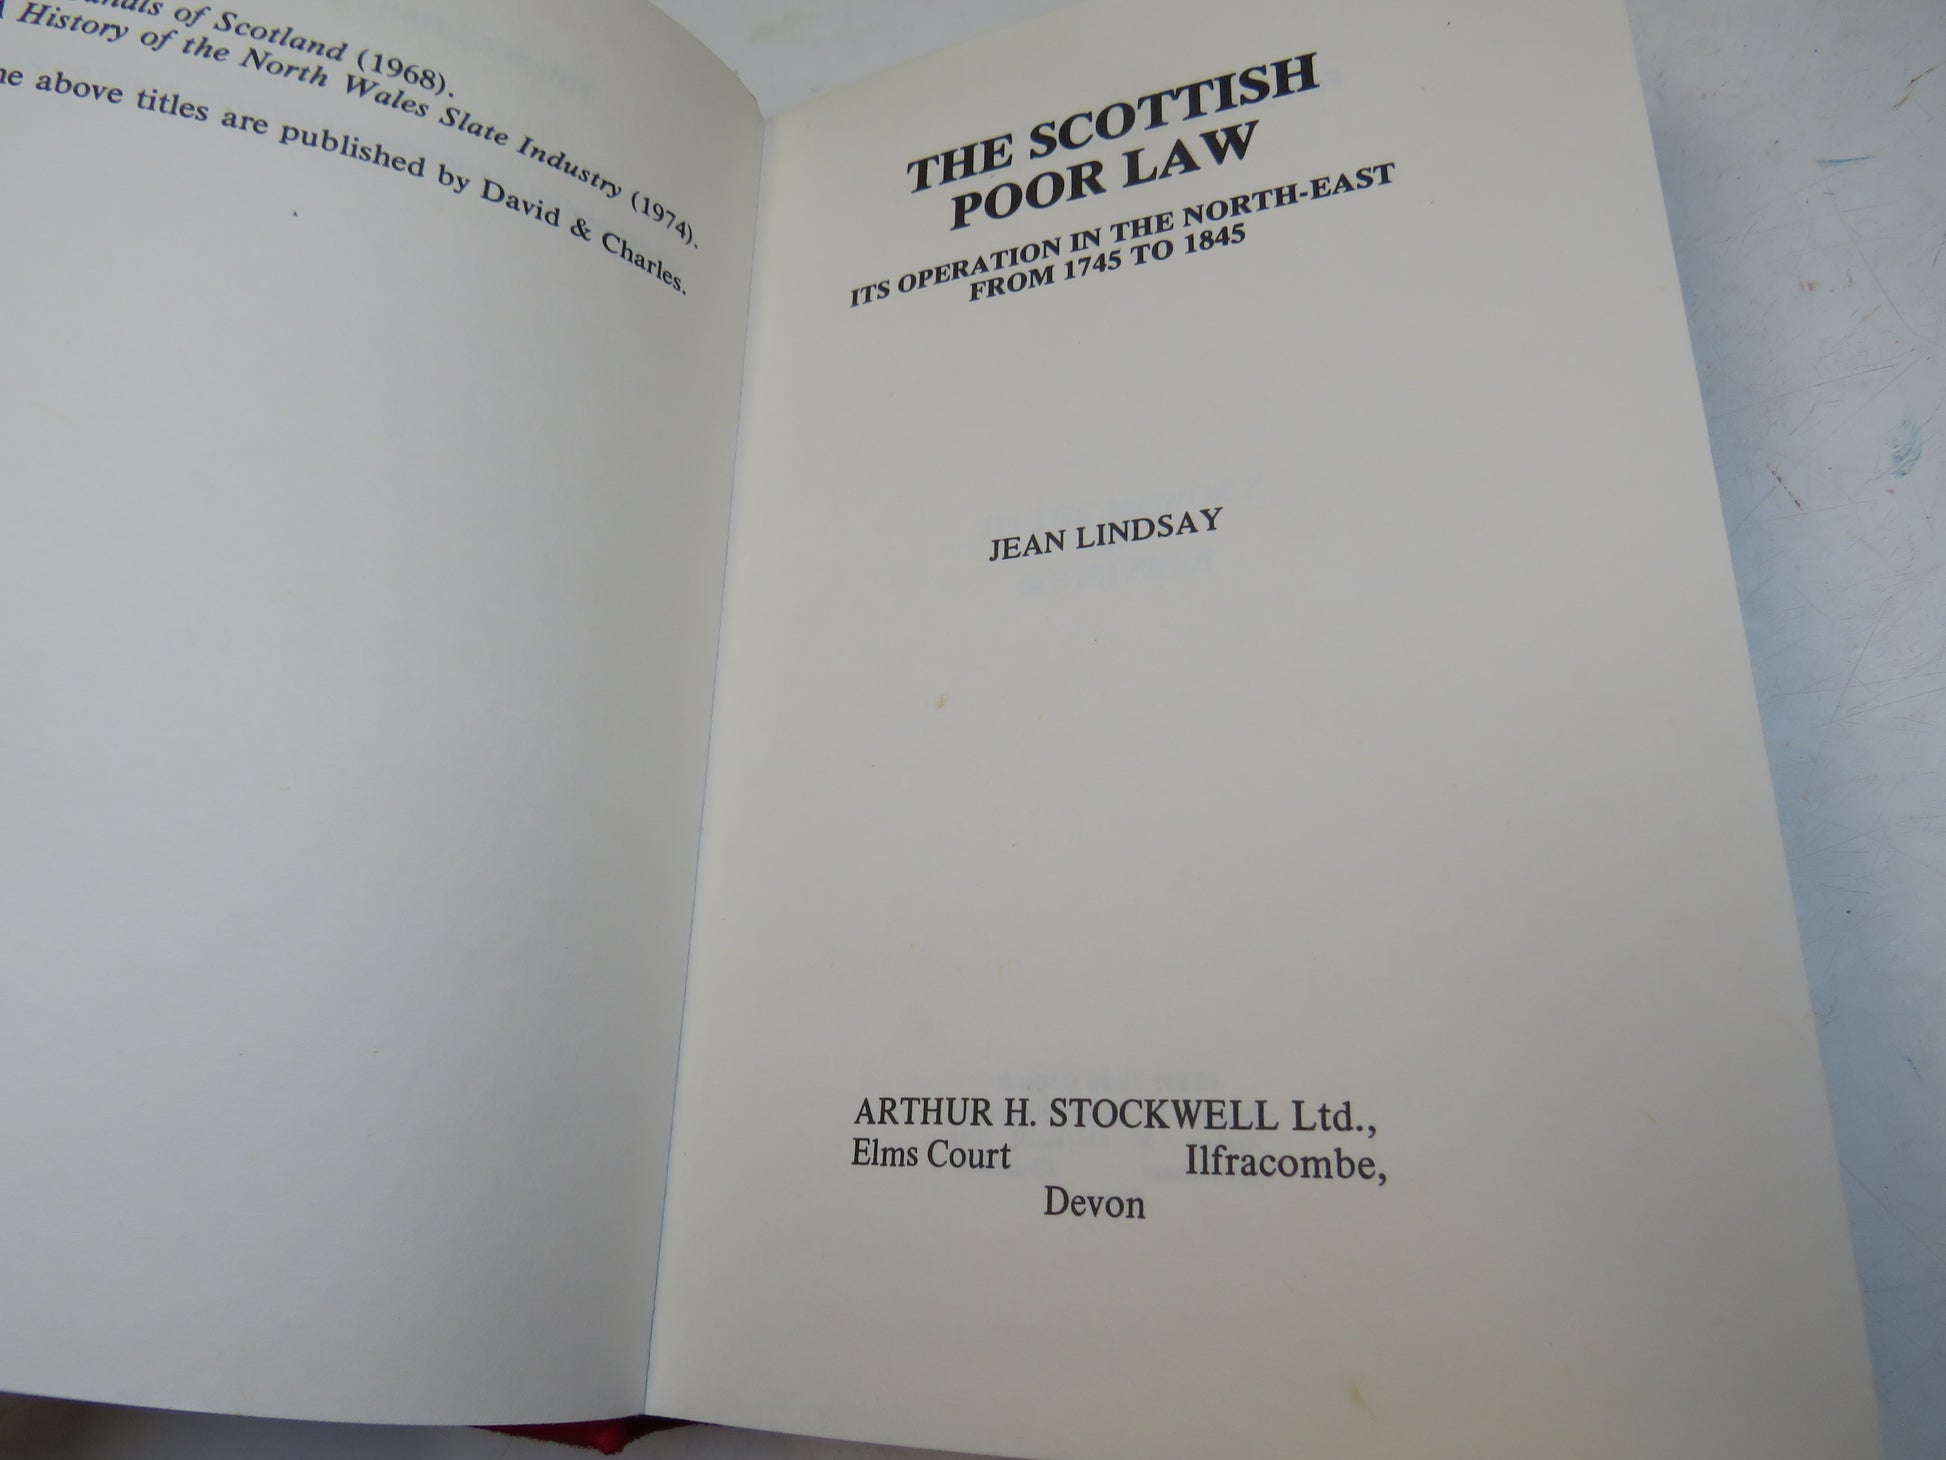 of Scotland (1968).
History of the North Wales Slate Industry (1974).
above titles are published by David & Charles.
THE SCOTTISH
POOR LAW
ITS OPERATION IN THE NORTH-EAST
FROM 1745 TO 1845
JEAN LINDSAY
ARTHUR H. STOCKWELL Ltd.,
Elms Court Ilfracombe,
Devon